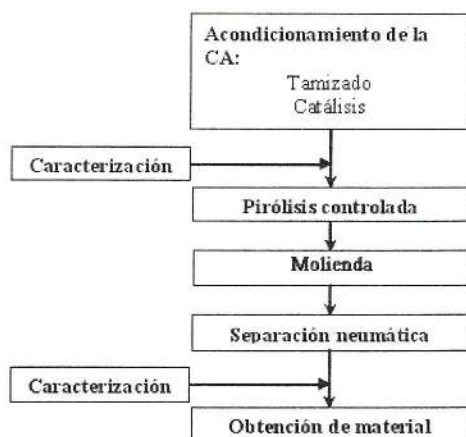 Acondicionamiento de la
CA:
Tamizado
Catálisis
Caracterización
Pirólisis controlada
Molienda
Separación neumática
Caracterización
Obtención de material